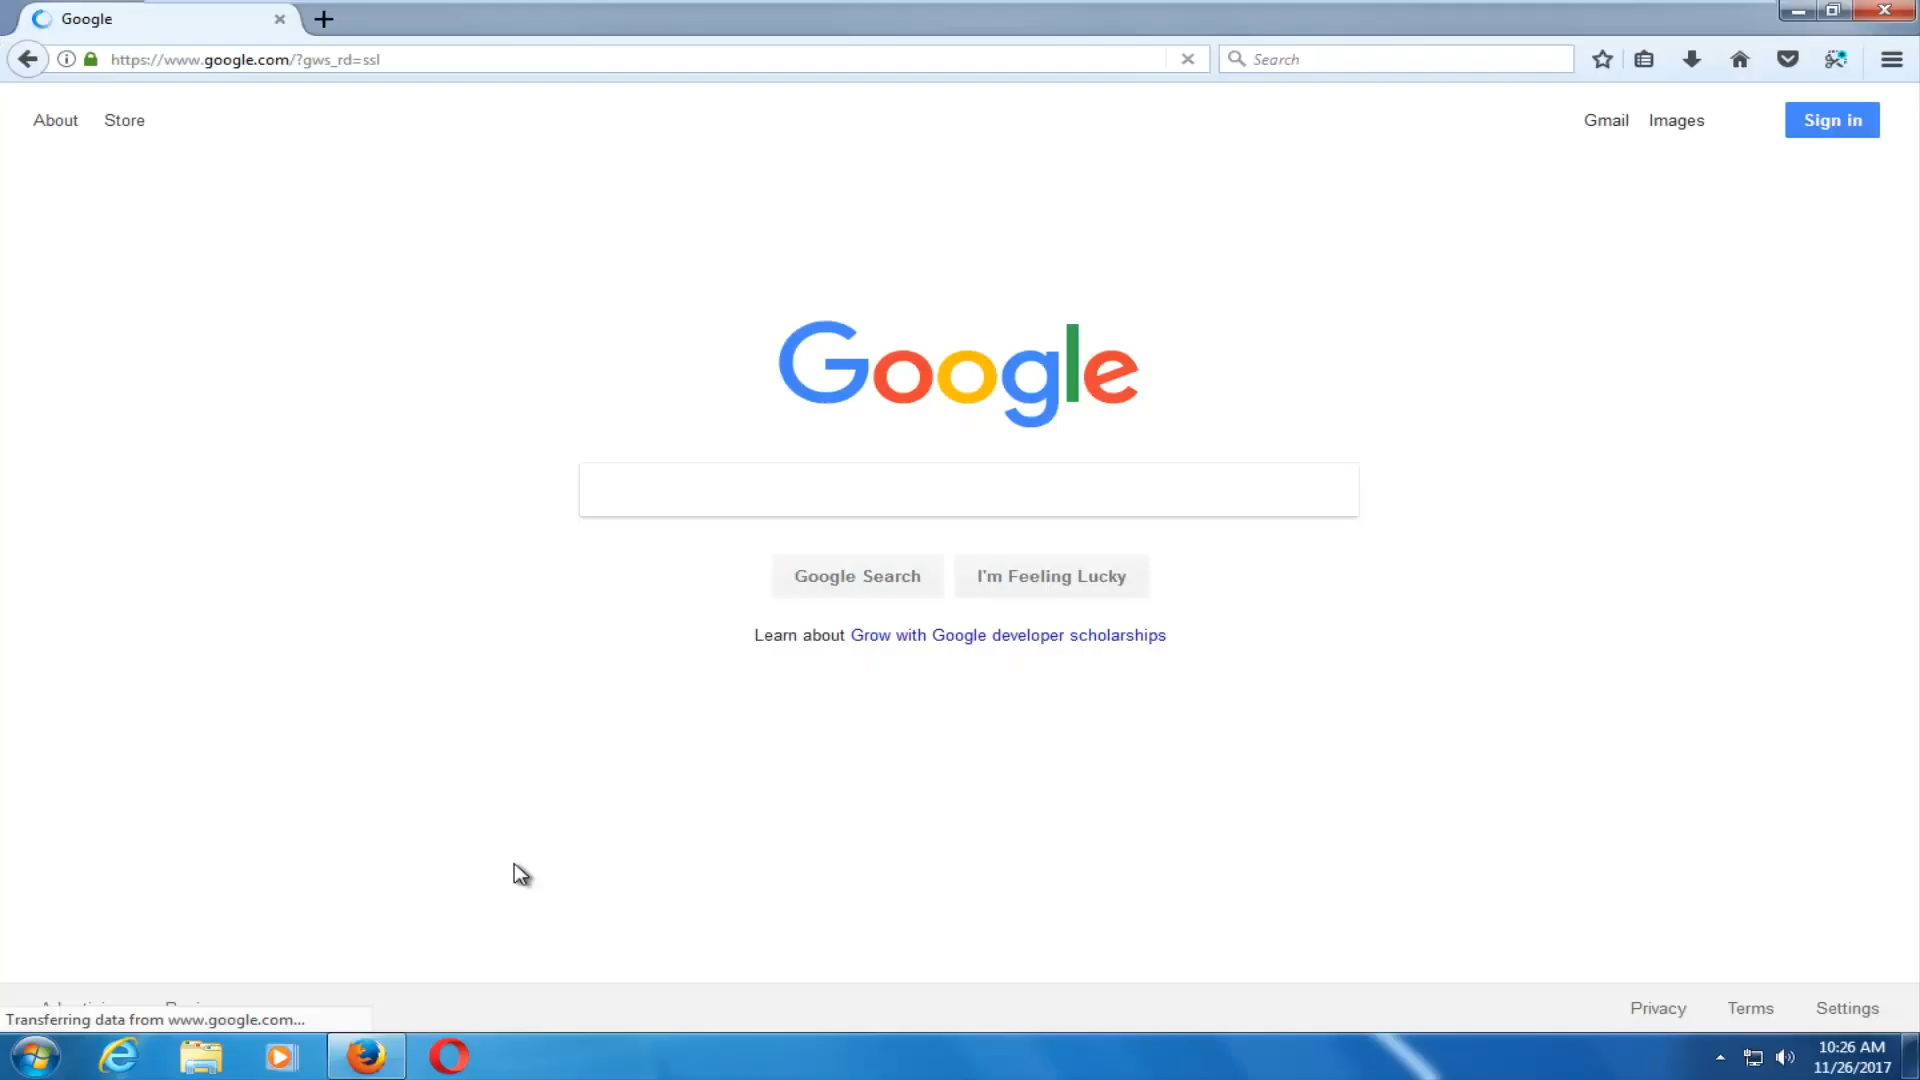 Google
https://www.google.com/?gws_rd=ssl
Search
About
Store
Gmail
Images
Sign in
Google
Google Search
I'm Feeling Lucky
Learn about Grow with Google developer scholarships
Privacy
Terms
Settings
Transferring data from www.google.com...
10:26 AM
11/26/2017